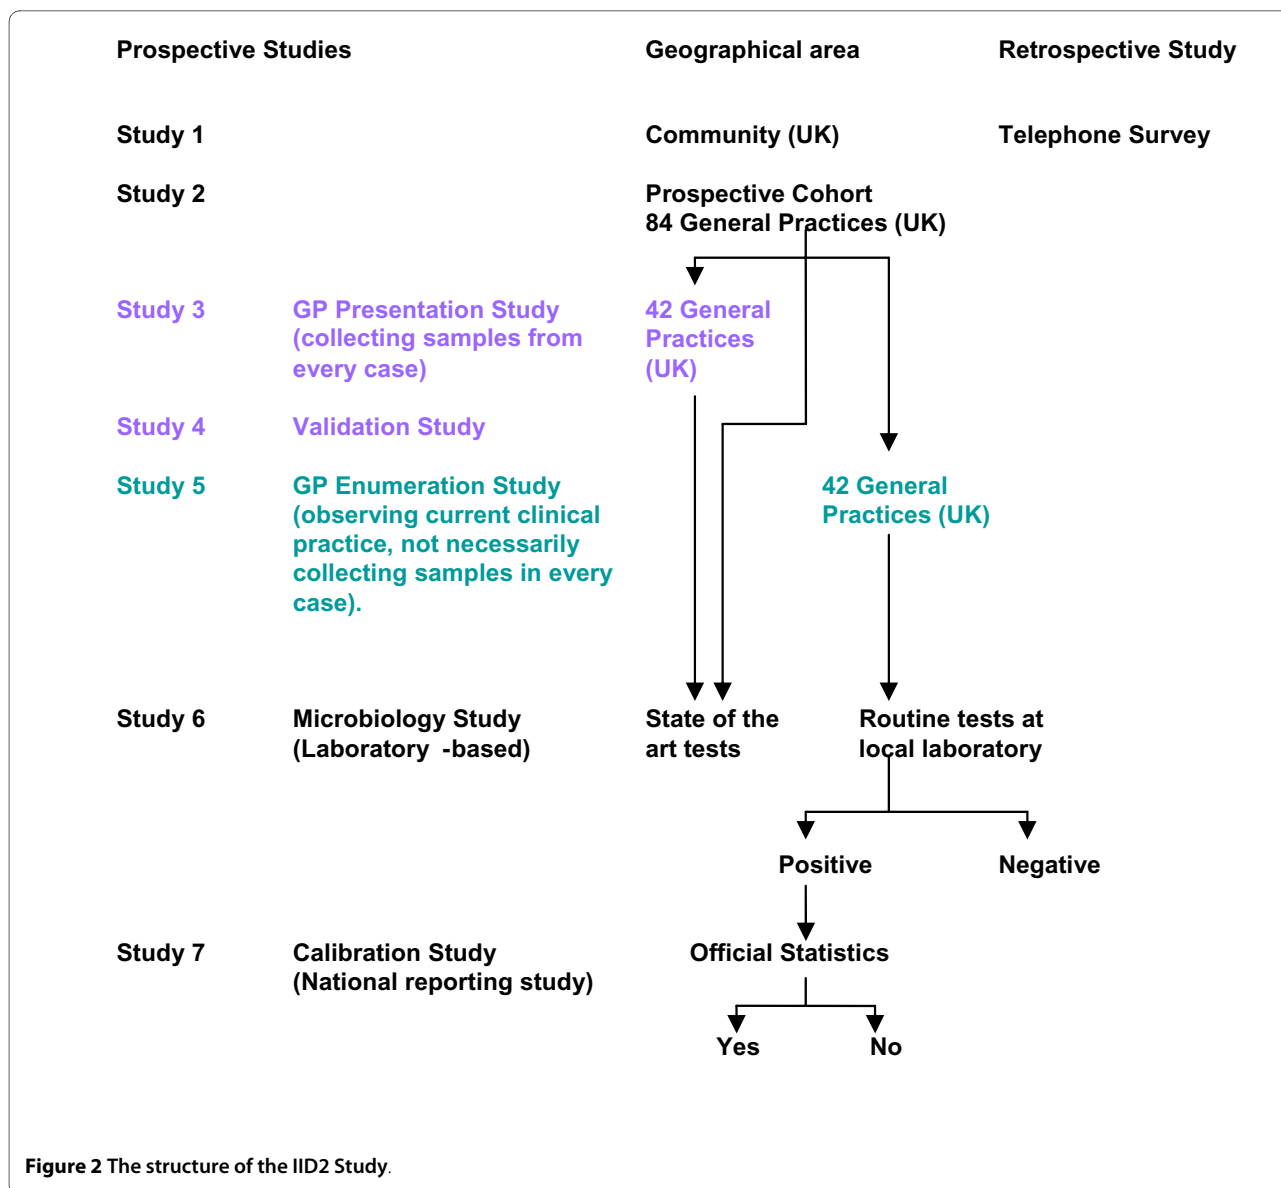 Prospective Studies Geographical area Retrospective Study
Study 1 Community (UK) Telephone Survey
Study 2 Prospective Cohort
84 General Practices (UK)
Study 3 GP Presentation Study 42 General
(collecting samples from Practices
every case) (UK)
Study 4 Validation Study
Study 5 GP Enumeration Study 42 General
(observing current clinical Practices (UK)
practice, not necessarily
collecting samples in every
case).
Study 6 Microbiology Study State of the Routine tests at
(Laboratory -based) art tests local laboratory
Positive Negative
Study 7 Calibration Study Official Statistics
(National reporting study)
Yes No
Figure 2 The structure of the IID2 Study.